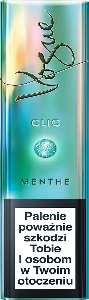 Vogue
CLIC
MENTHE
Palenie
poważnie
szkodzi
Tobie
i osobom
w Twoim
otoczeniu